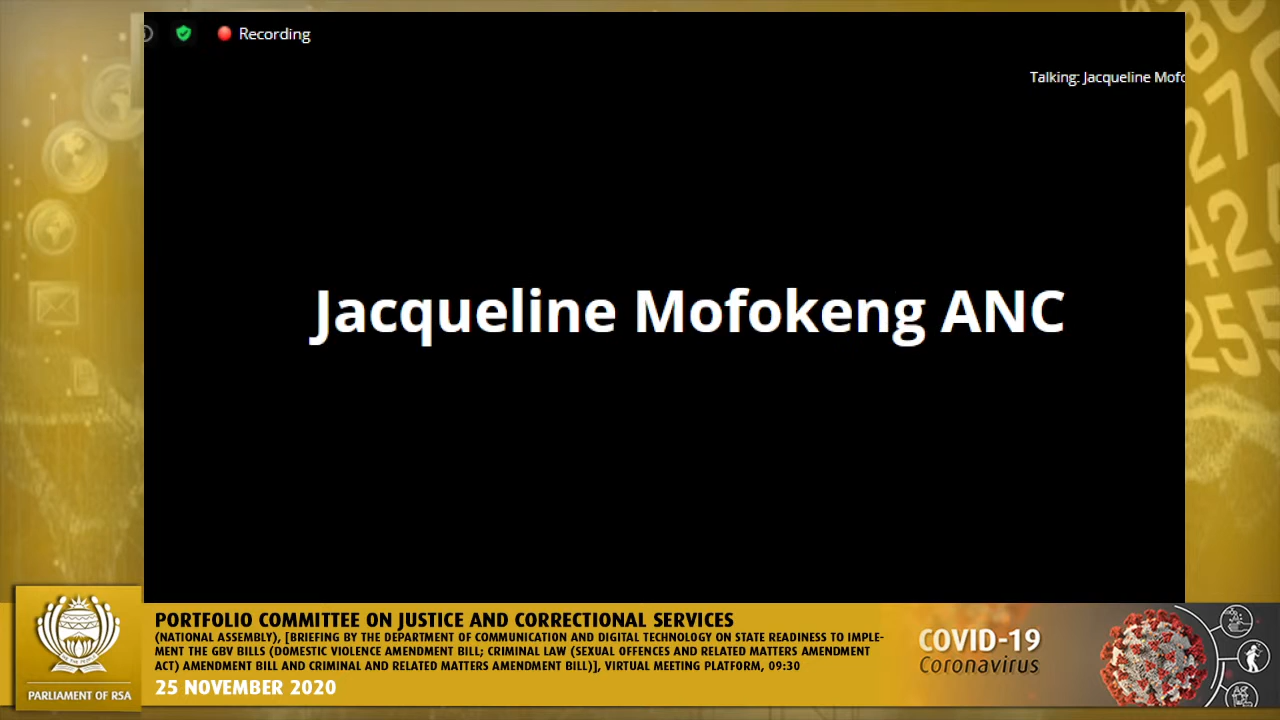 Recording
Talking: Jacqueline Mofo
Jacqueline Mofokeng ANC
PORTFOLIO COMMITTEE ON JUSTICE AND CORRECTIONAL SERVICES
(NATIONAL ASSEMBLY), [BRIEFING BY THE DEPARTMENT OF COMMUNICATION AND DIGITAL TECHNOLOGY ON STATE READINESS TO IMPLE-
MENT THE GBV BILLS (DOMESTIC VIOLENCE AMENDMENT BILL; CRIMINAL LAW (SEXUAL OFFENCES AND RELATED MATTERS AMENDMENT
ACT) AMENDMENT BILL AND CRIMINAL AND RELATED MATTERS AMENDMENT BILL)], VIRTUAL MEETING PLATFORM, 09:30
25 NOVEMBER 2020
PARLIAMENT OF RSA
COVID-19
Coronavirus
27
42
255